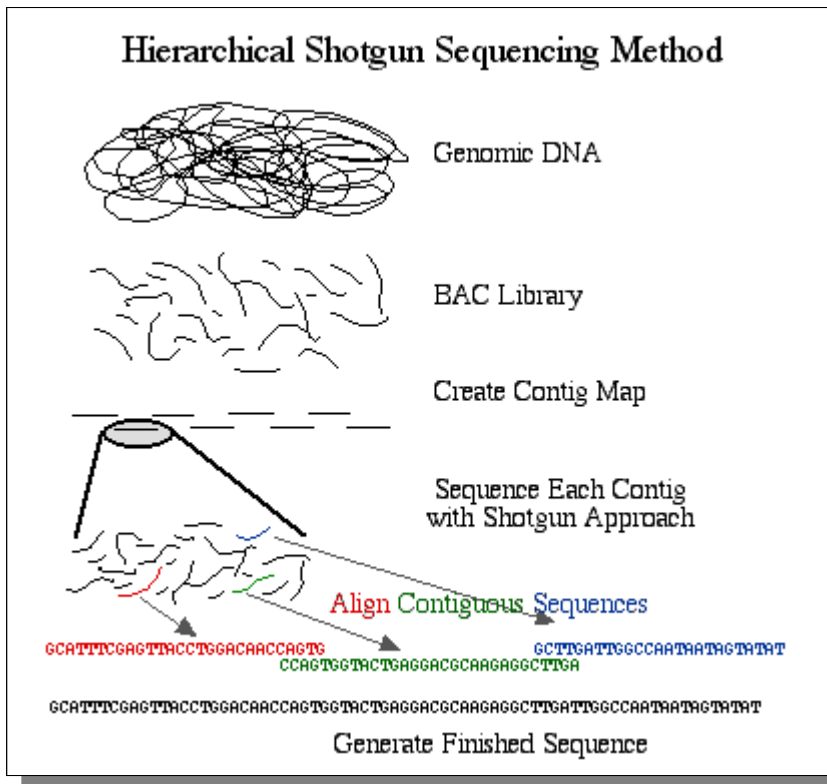 Hierarchical Shotgun Sequencing Method
Genomic DNA
BAC Library
Create Contig Map
Sequence Each Contig
with Shotgun Approach
Align Contiguous Sequences
GCATTTCGAGTTACCTGGACAACCAGTG
GCTTGATTGGCCAATAATAGTATAT
CCAGTGGTACTGAGGACGCAAGAGGCTTGA
GCATTTCGAGTTACCTGGACAACCAGTGGTACTGAGGACGCAAGAGGCTTGATTGGCCAATAATAGTATAT
Generate Finished Sequence